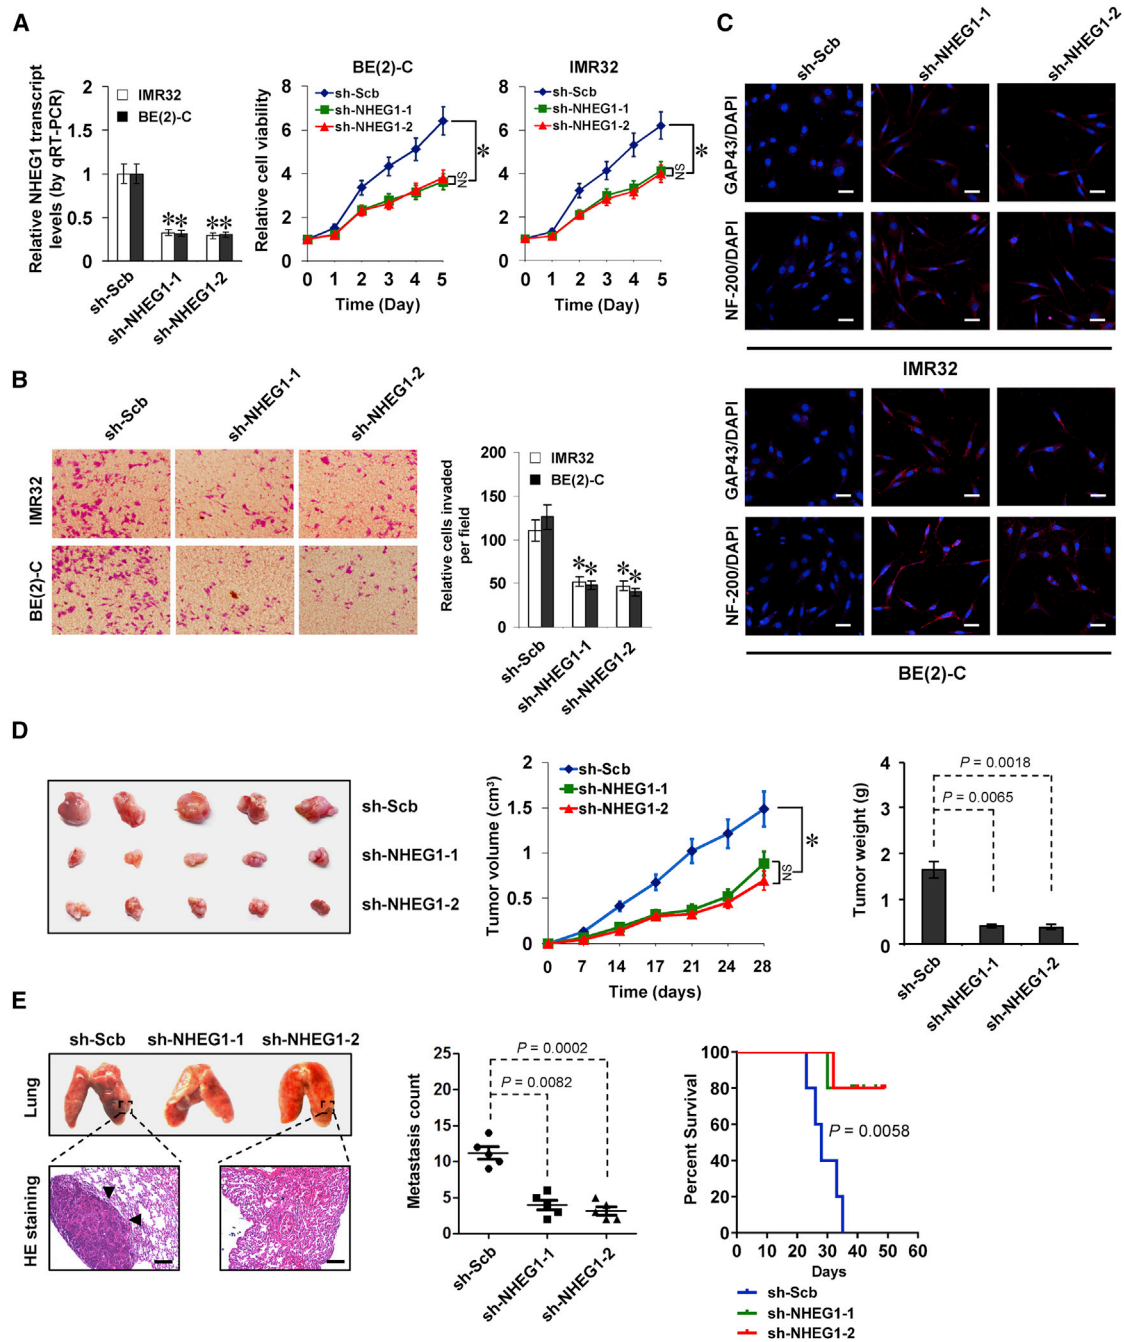 A
Relative NHEG1 transcript
levels (by qRT-PCR)
2
1.5
1
0.5
0
IMR32
BE(2)-C
**
**
sh-Scb
sh-NHEG1-1
sh-NHEG1-2
BE(2)-C
Relative cell viability
8
6
4
2
0
sh-Scb
sh-NHEG1-1
sh-NHEG1-2
*
NS
0 1 2 3 4 5
Time (Day)
IMR32
8
6
4
2
0
sh-Scb
sh-NHEG1-1
sh-NHEG1-2
*
NS
0 1 2 3 4 5
Time (Day)
B
sh-Scb
sh-NHEG1-1
sh-NHEG1-2
IMR32
BE(2)-C
Relative cells invaded
per field
200
150
100
50
0
IMR32
BE(2)-C
**
**
sh-Scb
sh-NHEG1-1
sh-NHEG1-2
C
sh-Scb
sh-NHEG1-1
sh-NHEG1-2
GAP43/DAPI
NF-200/DAPI
IMR32
GAP43/DAPI
NF-200/DAPI
BE(2)-C
D
sh-Scb
sh-NHEG1-1
sh-NHEG1-2
Tumor volume (cm³)
2
1.5
1
0.5
0
sh-Scb
sh-NHEG1-1
sh-NHEG1-2
*
NS
0 7 14 17 21 24 28
Time (days)
Tumor weight (g)
4
3
2
1
0
P = 0.0018
P = 0.0065
sh-Scb
sh-NHEG1-1
sh-NHEG1-2
E
sh-Scb sh-NHEG1-1 sh-NHEG1-2
Lung
HE staining
Metastasis count
25
20
15
10
5
0
P = 0.0002
P = 0.0082
sh-Scb
sh-NHEG1-1
sh-NHEG1-2
Percent Survival
100
80
60
40
20
0
P = 0.0058
0 10 20 30 40 50 60
Days
sh-Scb
sh-NHEG1-1
sh-NHEG1-2